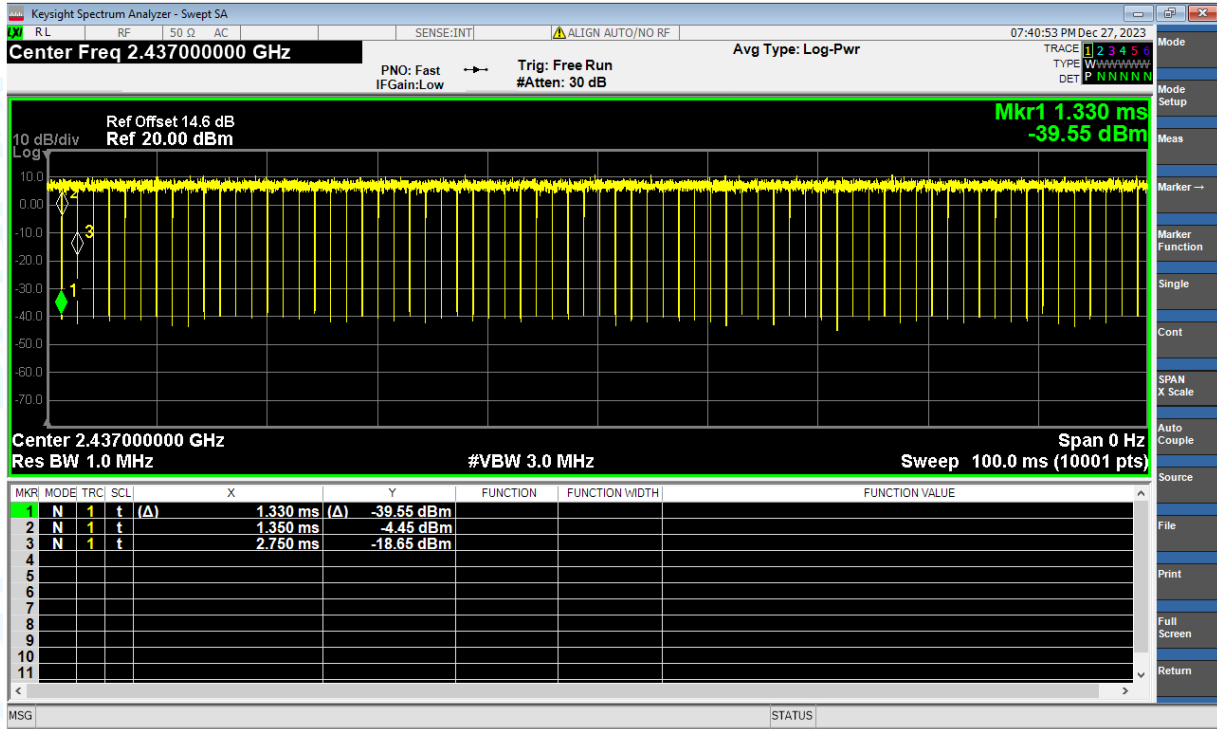 Keysight Spectrum Analyzer - Swept SA
LXI RL RF 50 Ω AC SENSE:INT ALIGN AUTO/NO RF 07:40:53 PM Dec 27, 2023
Center Freq 2.437000000 GHz
PNO: Fast
IFGain:Low
Trig: Free Run
#Atten: 30 dB
Avg Type: Log-Pwr
TRACE 1 2 3 4 5 6
TYPE WWWWWW
DET P N N N N N
Mkr1 1.330 ms
-39.55 dBm
Ref Offset 14.6 dB
10 dB/div Ref 20.00 dBm
Log
10.0
0.00
-10.0
-20.0
-30.0
-40.0
-50.0
-60.0
-70.0
2
3
1
Center 2.437000000 GHz Span 0 Hz
Res BW 1.0 MHz #VBW 3.0 MHz Sweep 100.0 ms (10001 pts)
MKR MODE TRC SCL X Y FUNCTION FUNCTION WIDTH FUNCTION VALUE
1 N 1 t (Δ) 1.330 ms (Δ) -39.55 dBm
2 N 1 t 1.350 ms -4.45 dBm
3 N 1 t 2.750 ms -18.65 dBm
4
5
6
7
8
9
10
11
MSG STATUS
Mode
Mode
Setup
Meas
Marker →
Marker
Function
Single
Cont
SPAN
X Scale
Auto
Couple
Source
File
Print
Full
Screen
Return